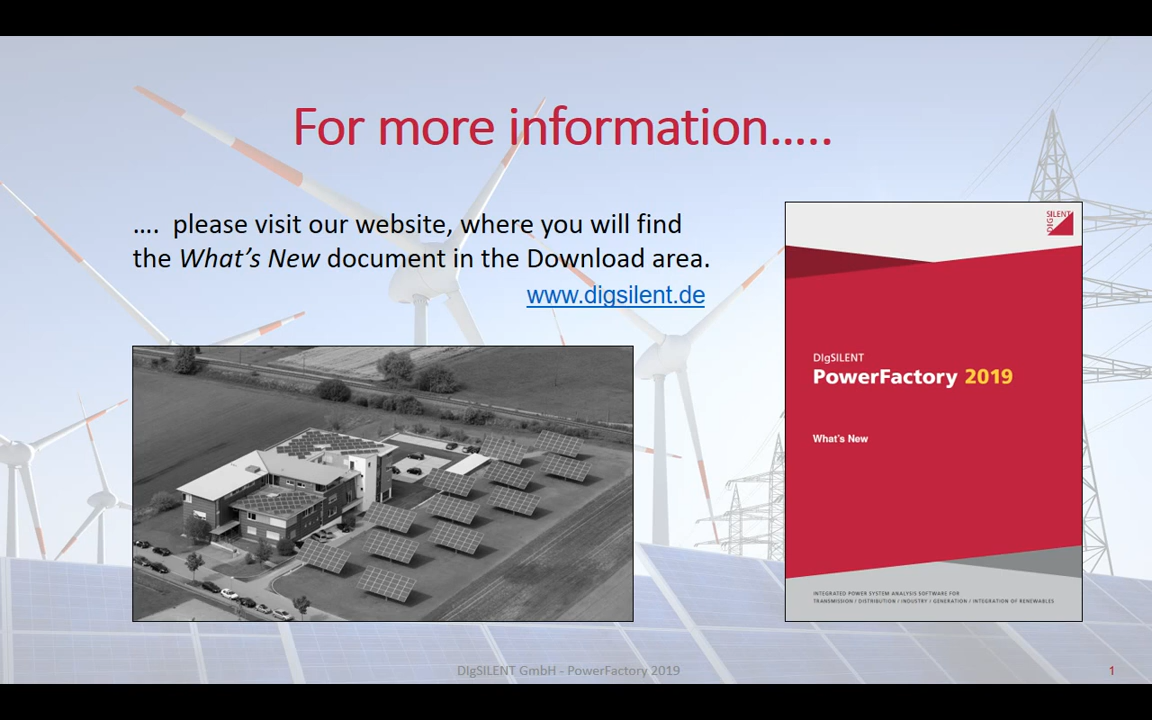 For more information.....
.... please visit our website, where you will find
the What's New document in the Download area.
www.digsilent.de
DIgSILENT
DIgSILENT
PowerFactory 2019
What's New
INTEGRATED POWER SYSTEM ANALYSIS SOFTWARE FOR
TRANSMISSION / DISTRIBUTION / INDUSTRY / GENERATION / INTEGRATION OF RENEWABLES
DIgSILENT GmbH - PowerFactory 2019
1